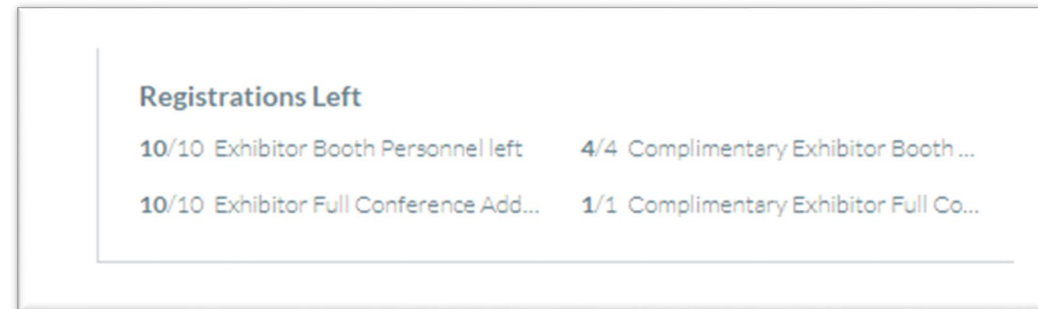 Registrations Left
10/10 Exhibitor Booth Personnel left
4/4 Complimentary Exhibitor Booth ...
10/10 Exhibitor Full Conference Add...
1/1 Complimentary Exhibitor Full Co...